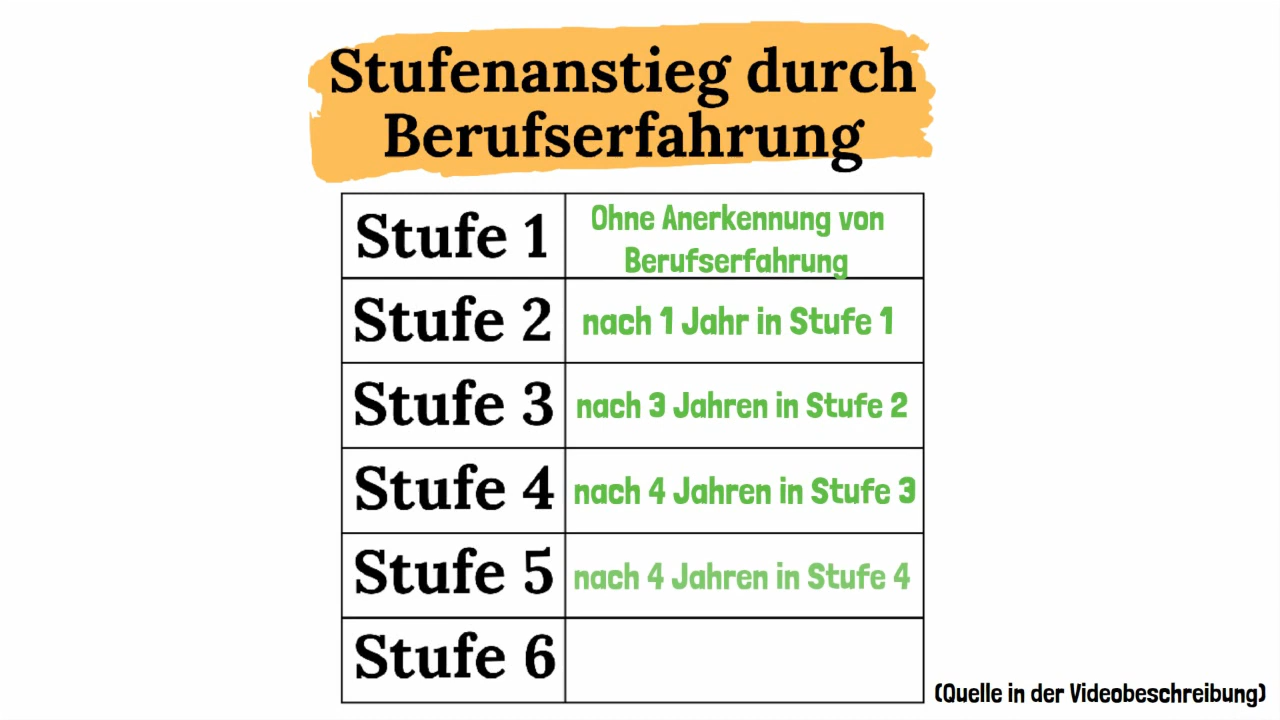 Stufenanstieg durch
Berufserfahrung
Stufe 1
Ohne Anerkennung von
Berufserfahrung
Stufe 2
nach 1 Jahr in Stufe 1
Stufe 3
nach 3 Jahren in Stufe 2
Stufe 4
nach 4 Jahren in Stufe 3
Stufe 5
nach 4 Jahren in Stufe 4
Stufe 6
(Quelle in der Videobeschreibung)